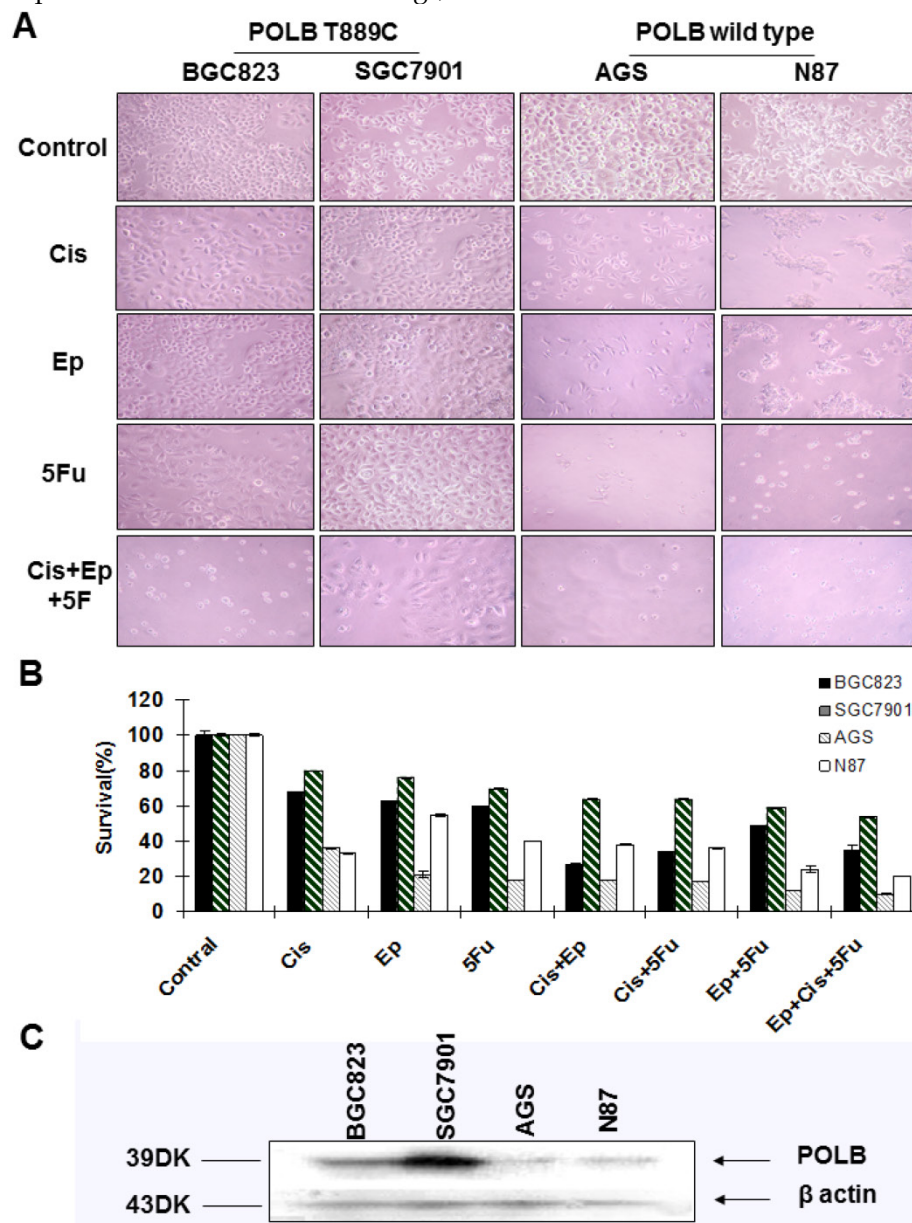 A
POLB T889C POLB wild type
BGC823 SGC7901 AGS N87
Control
Cis
Ep
5Fu
Cis+Ep
+5F
B
120
100
80
60
40
20
0
Survival(%)
BGC823
SGC7901
AGS
N87
Contral
Cis
Ep
5Fu
Cis+Ep
Cis+5Fu
Ep+5Fu
Ep+Cis+5Fu
C
BGC823
SGC7901
AGS
N87
39DK POLB
43DK β actin